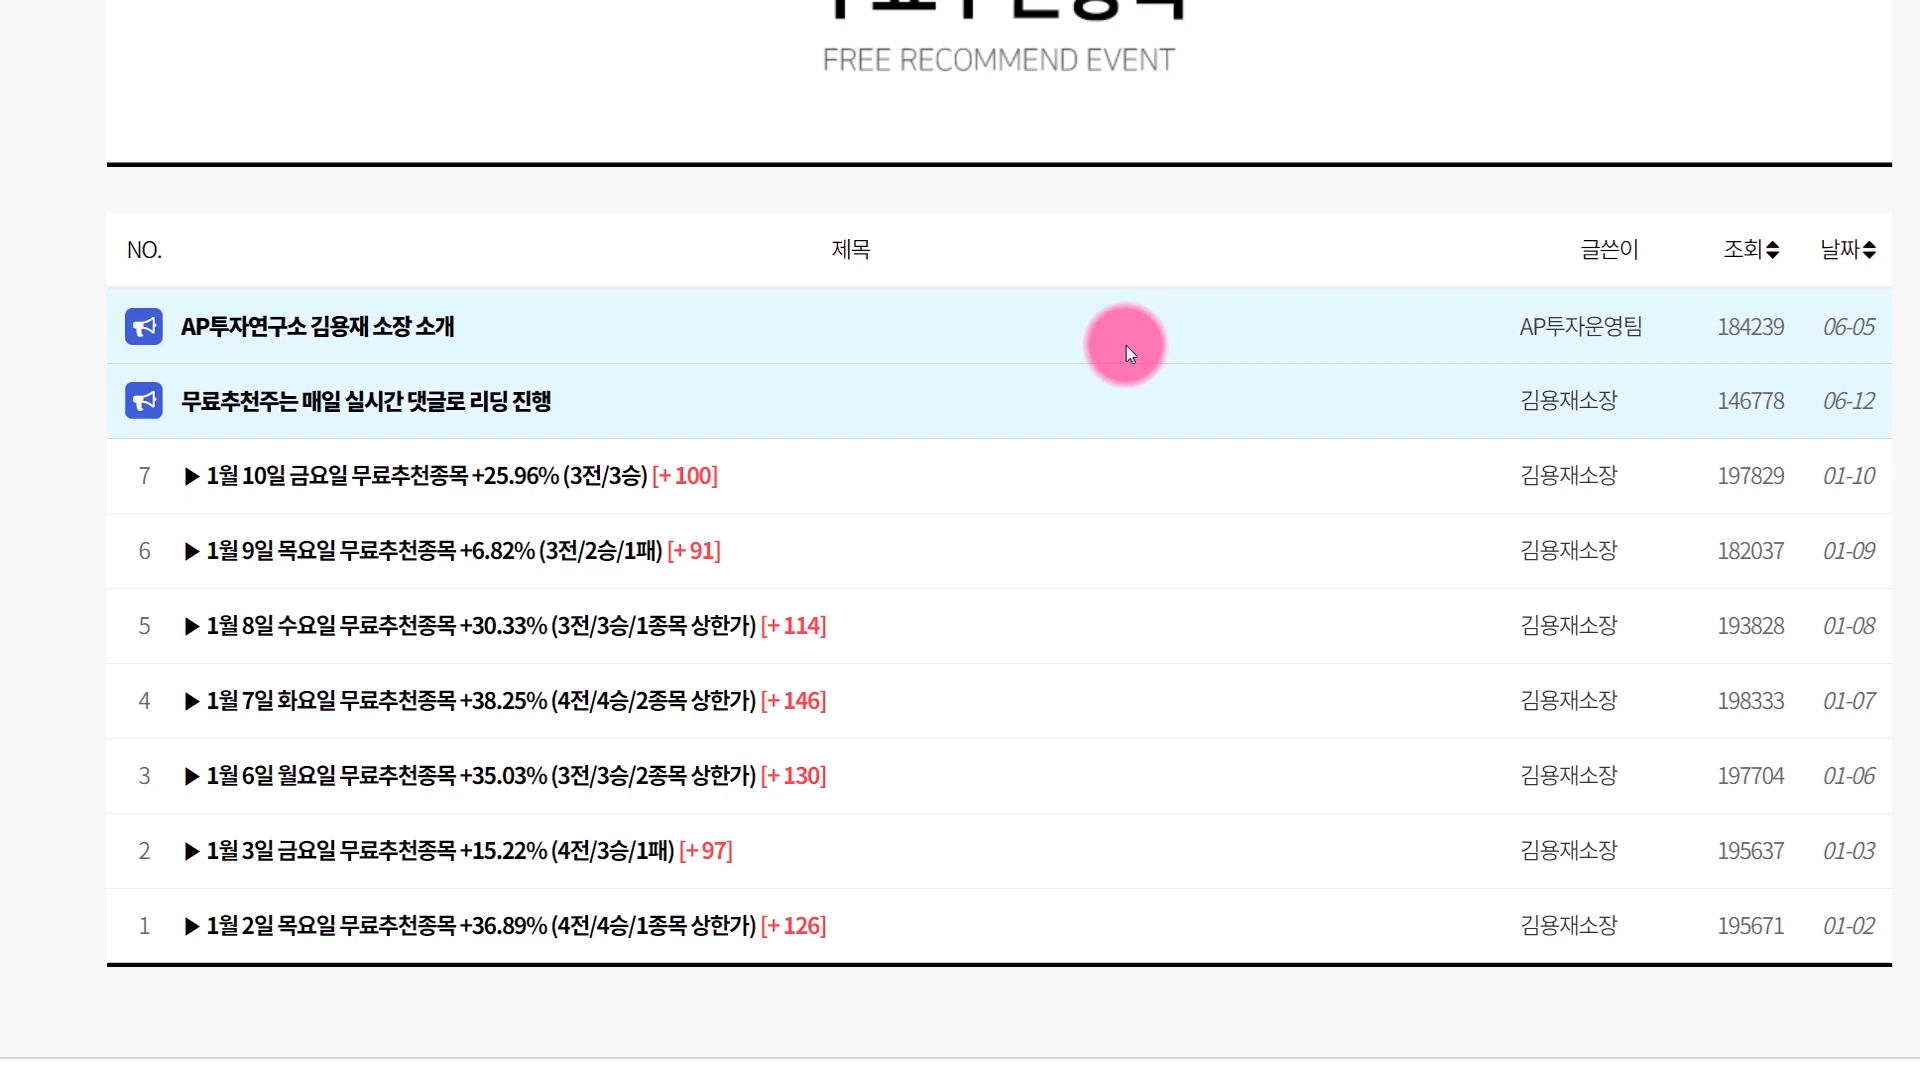 FREE RECOMMEND EVENT
NO. 제목 글쓴이 조회 날짜
AP투자연구소 김용재 소장 소개 AP투자운영팀 184239 06-05
무료추천주는 매일 실시간 댓글로 리딩 진행 김용재소장 146778 06-12
7 ▶ 1월 10일 금요일 무료추천종목 +25.96% (3전/3승) [+ 100] 김용재소장 197829 01-10
6 ▶ 1월 9일 목요일 무료추천종목 +6.82% (3전/2승/1패) [+ 91] 김용재소장 182037 01-09
5 ▶ 1월 8일 수요일 무료추천종목 +30.33% (3전/3승/1종목 상한가) [+ 114] 김용재소장 193828 01-08
4 ▶ 1월 7일 화요일 무료추천종목 +38.25% (4전/4승/2종목 상한가) [+ 146] 김용재소장 198333 01-07
3 ▶ 1월 6일 월요일 무료추천종목 +35.03% (3전/3승/2종목 상한가) [+ 130] 김용재소장 197704 01-06
2 ▶ 1월 3일 금요일 무료추천종목 +15.22% (4전/3승/1패) [+ 97] 김용재소장 195637 01-03
1 ▶ 1월 2일 목요일 무료추천종목 +36.89% (4전/4승/1종목 상한가) [+ 126] 김용재소장 195671 01-02